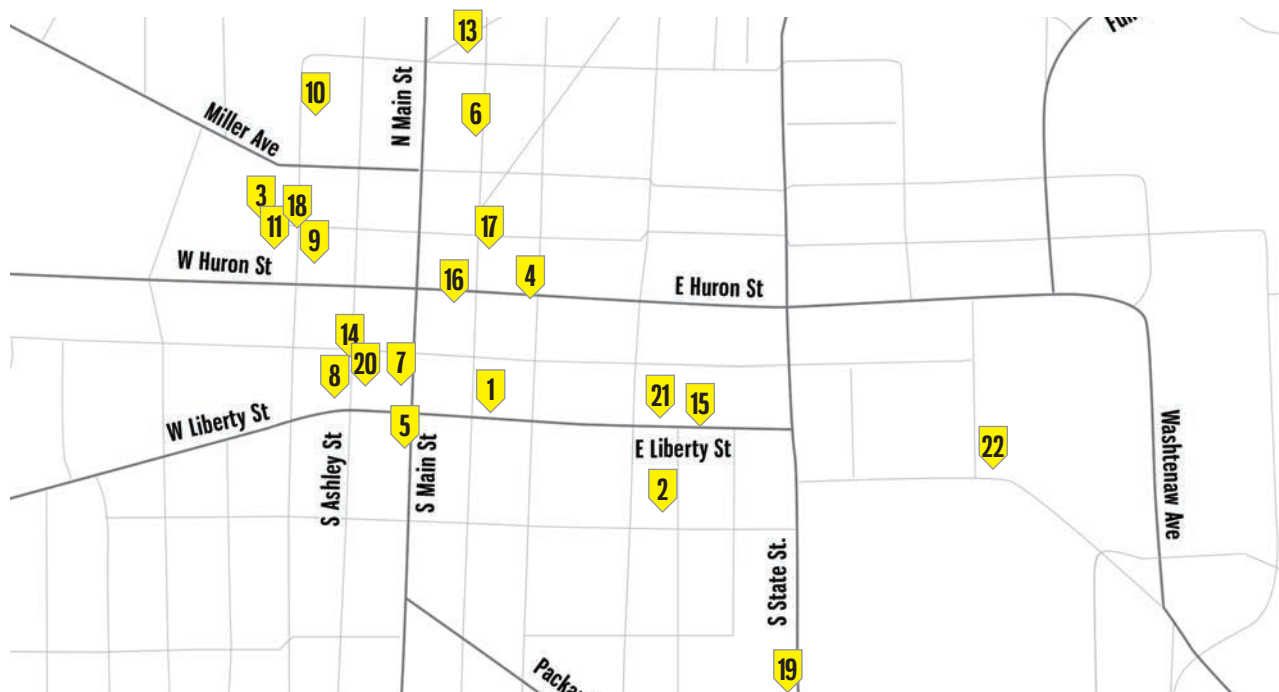 13
10
6
N Main St
Miller Ave
3
18
11
9
17
W Huron St
16
4
E Huron St
14
20
7
8
1
21
15
5
W Liberty St
E Liberty St
22
S Ashley St
S Main St
2
Washtenaw Ave
S State St.
19